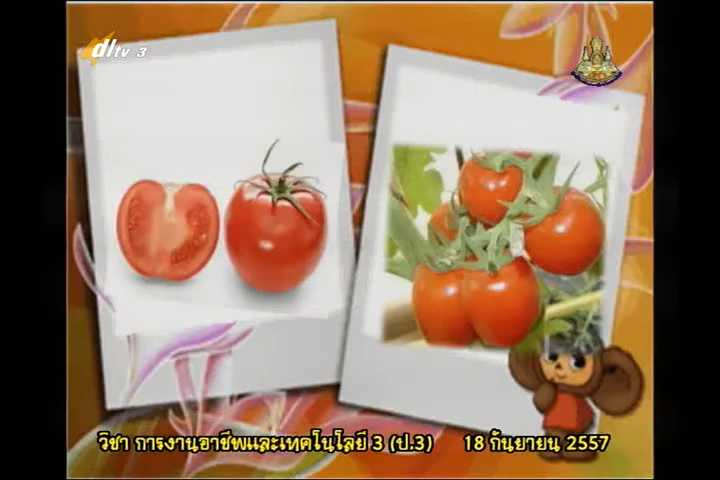 dltv 3
วิชา การงานอาชีพและเทคโนโลยี 3 (ป.3) 18 กันยายน 2557